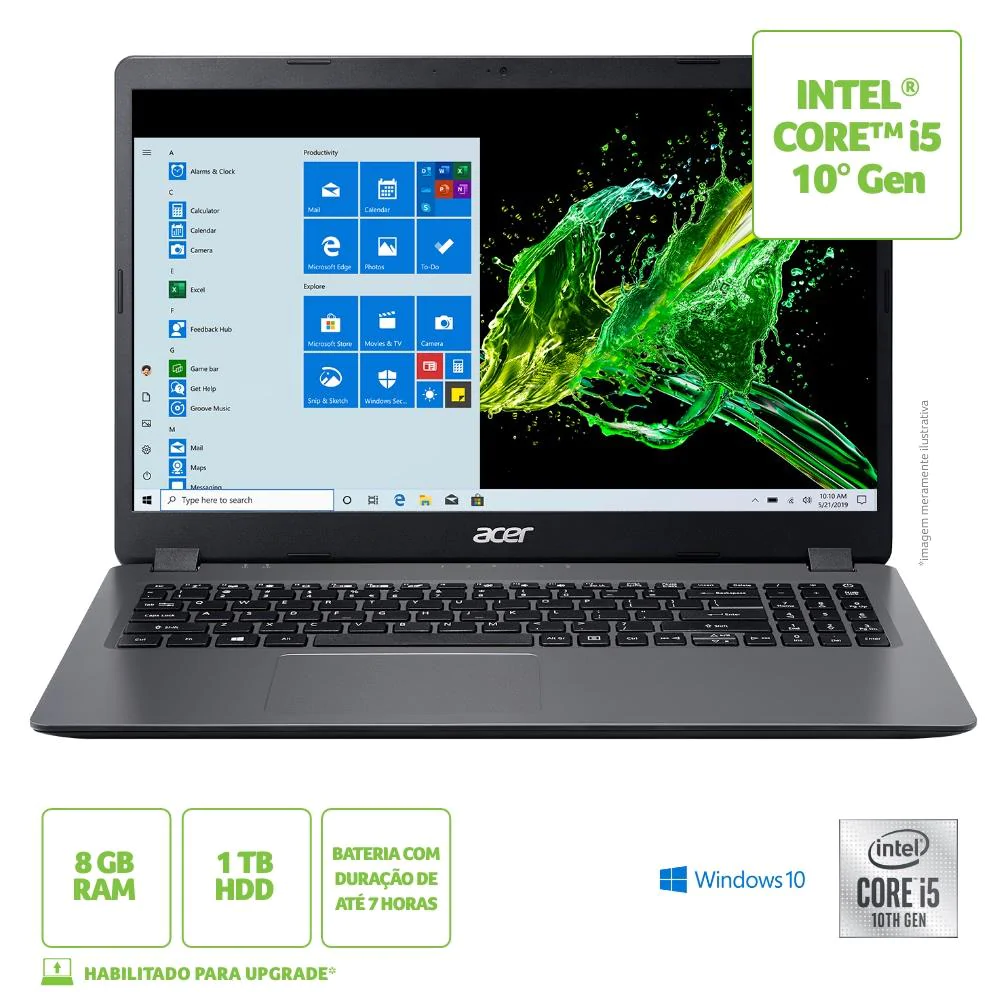 INTEL®
CORE™ i5
10° Gen
A
Alarms & Clock
C
Calculator
Calendar
Camera
E
Excel
F
Feedback Hub
G
Game bar
Get Help
Groove Music
M
Mail
Maps
Messaging
Productivity
Mail
Calendar
Microsoft Edge
Photos
To-Do
Explore
Microsoft Store
Movies & TV
Camera
Snip & Sketch
Windows Sec...
Type here to search
10:10 AM
5/21/2019
acer
*imagem meramente ilustrativa
8 GB
RAM
1 TB
HDD
BATERIA COM
DURAÇÃO DE
ATÉ 7 HORAS
Windows 10
intel
CORE i5
10TH GEN
HABILITADO PARA UPGRADE*